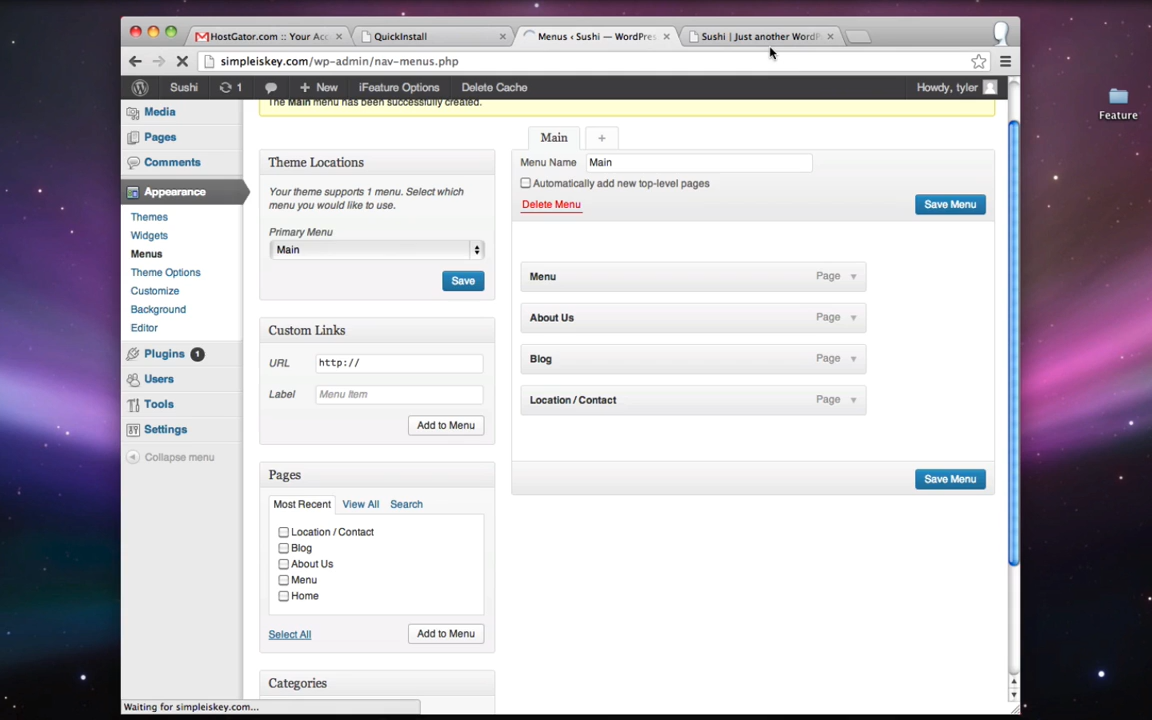 HostGator.com :: Your Acc
QuickInstall
Menus ‹ Sushi — WordPres
Sushi | Just another WordP
simpleiskey.com/wp-admin/nav-menus.php
Sushi
1
New
iFeature Options
Delete Cache
Howdy, tyler
The Main menu has been successfully created.
Media
Pages
Comments
Appearance
Themes
Widgets
Menus
Theme Options
Customize
Background
Editor
Plugins 1
Users
Tools
Settings
Collapse menu
Theme Locations
Your theme supports 1 menu. Select which
menu you would like to use.
Primary Menu
Main
Save
Custom Links
URL http://
Label Menu Item
Add to Menu
Pages
Most Recent View All Search
Location / Contact
Blog
About Us
Menu
Home
Select All
Add to Menu
Categories
Main +
Menu Name Main
Automatically add new top-level pages
Delete Menu
Save Menu
Menu Page
About Us Page
Blog Page
Location / Contact Page
Save Menu
Waiting for simpleiskey.com...
Feature